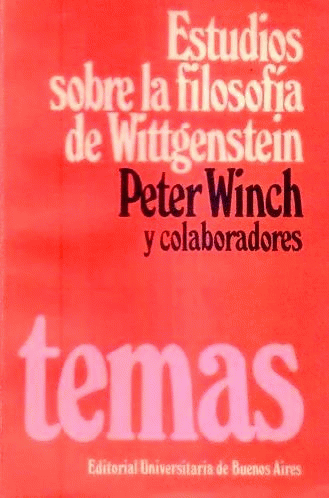 Estudios
sobre la filosofía
de Wittgenstein
Peter Winch
y colaboradores
temas
Editorial Universitaria de Buenos Aires